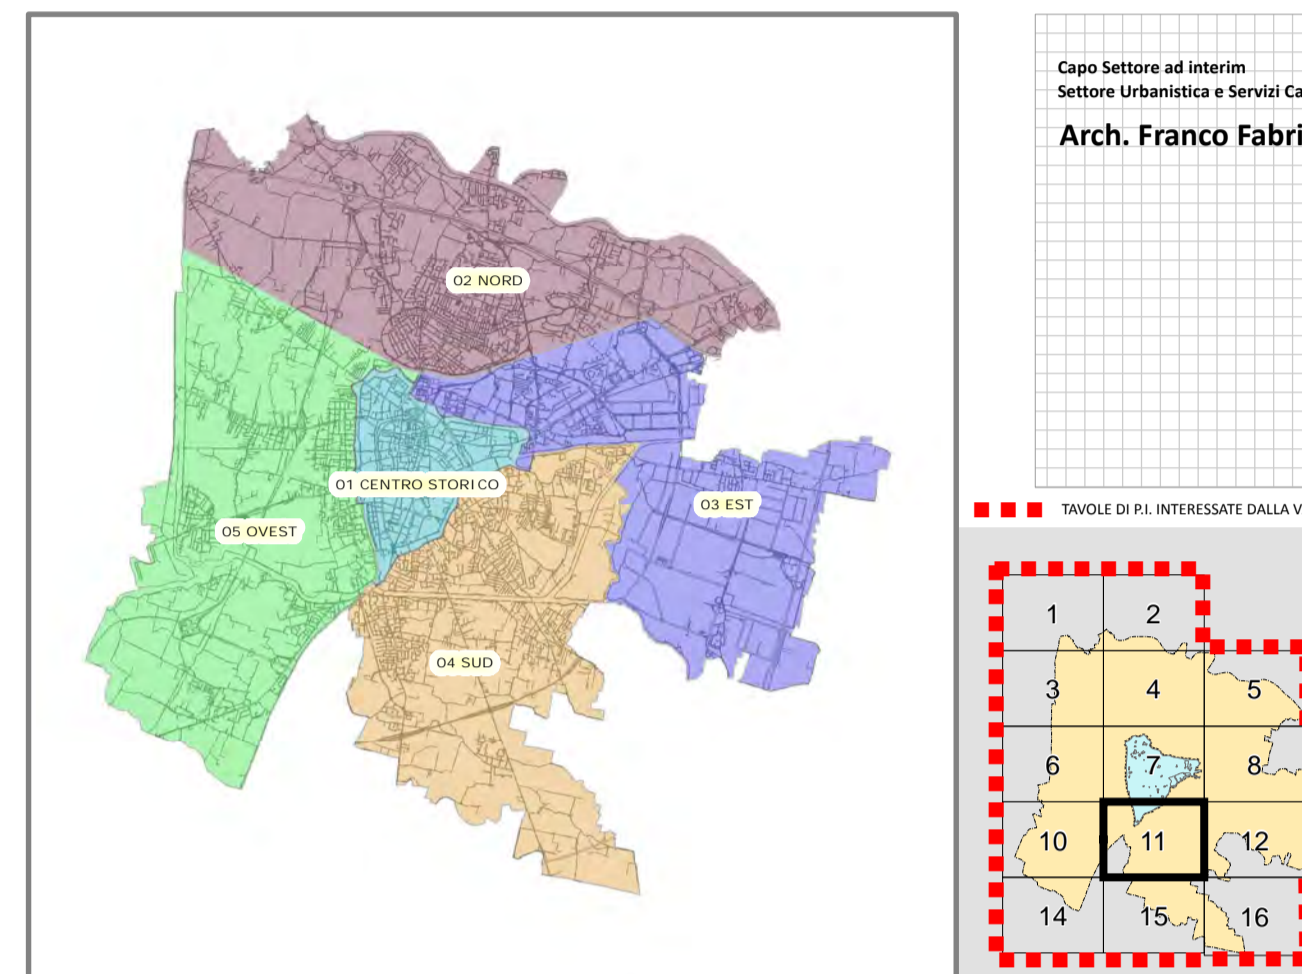 02 NORD
01 CENTRO STORICO
03 EST
05 OVEST
04 SUD
Capo Settore ad interim
Settore Urbanistica e Servizi Ca
Arch. Franco Fabri
TAVOLE DI P.I. INTERESSATE DALLA V
1 2
3 4 5
6 7 8
10 11 12
14 15 16